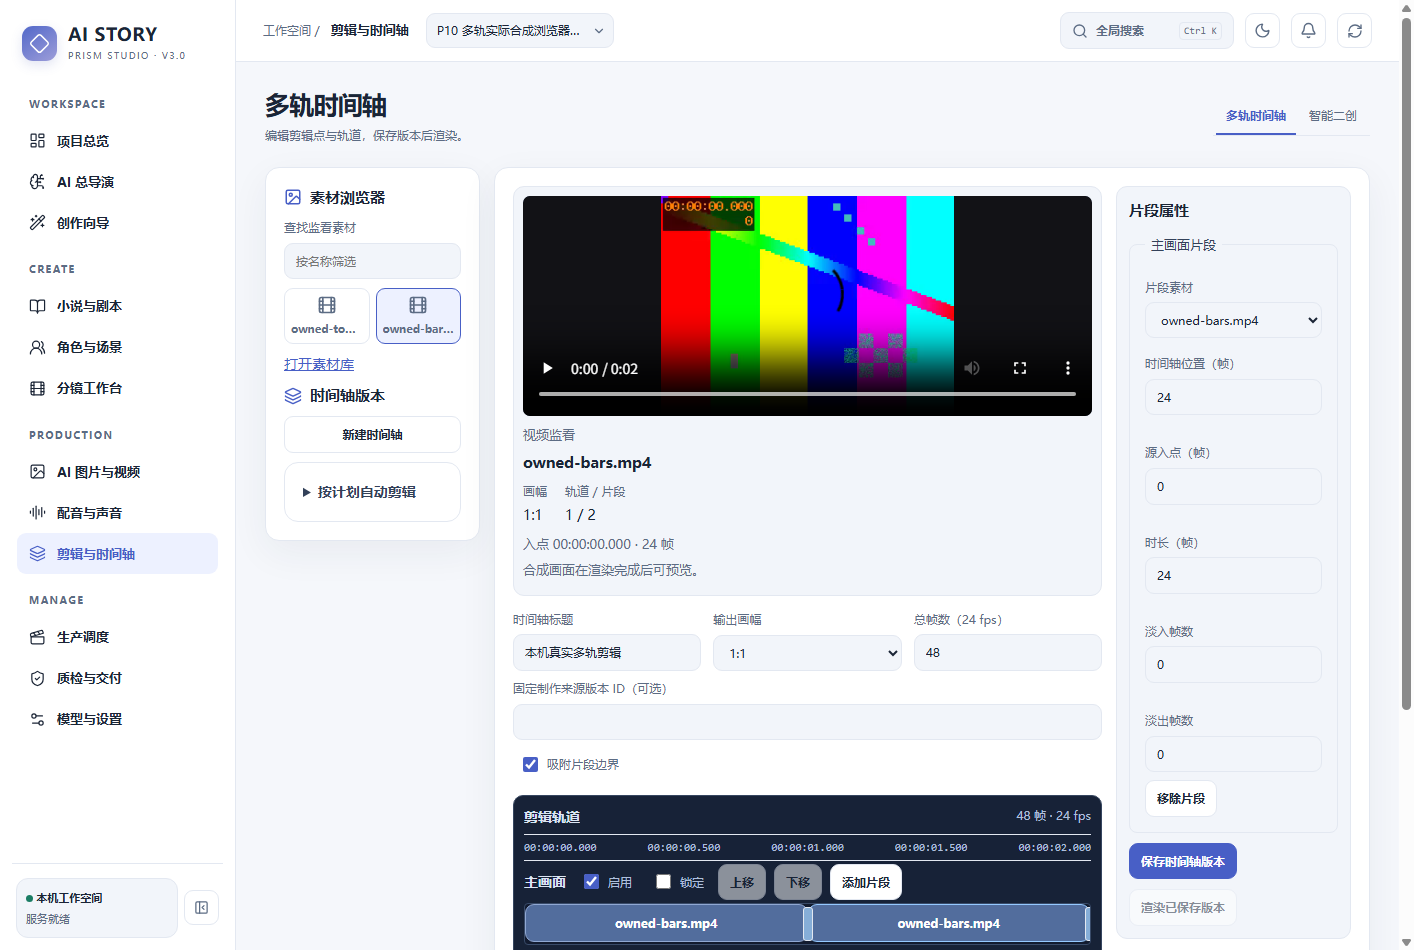 AI STORY
PRISM STUDIO · V3.0
WORKSPACE
项目总览
AI 总导演
创作向导
CREATE
小说与剧本
角色与场景
分镜工作台
PRODUCTION
AI 图片与视频
配音与声音
剪辑与时间轴
MANAGE
生产调度
质检与交付
模型与设置
本机工作空间
服务就绪
工作空间 / 剪辑与时间轴
P10 多轨实际合成浏览器...
全局搜索 Ctrl K
多轨时间轴
编辑剪辑点与轨道，保存版本后渲染。
多轨时间轴 智能二创
素材浏览器
查找监看素材
按名称筛选
owned-to... owned-bar...
打开素材库
时间轴版本
新建时间轴
按计划自动剪辑
00:00:00.000
0
0:00 / 0:02
视频监看
owned-bars.mp4
画幅 轨道 / 片段
1:1 1 / 2
入点 00:00:00.000 · 24 帧
合成画面在渲染完成后可预览。
时间轴标题 输出画幅 总帧数（24 fps）
本机真实多轨剪辑 1:1 48
固定制作来源版本 ID（可选）
吸附片段边界
剪辑轨道 48 帧 · 24 fps
00:00:00.000 00:00:00.500 00:00:01.000 00:00:01.500 00:00:02.000
主画面 启用 锁定 上移 下移 添加片段
owned-bars.mp4 owned-bars.mp4
片段属性
主画面片段
片段素材
owned-bars.mp4
时间轴位置（帧）
24
源入点（帧）
0
时长（帧）
24
淡入帧数
0
淡出帧数
0
移除片段
保存时间轴版本
渲染已保存版本